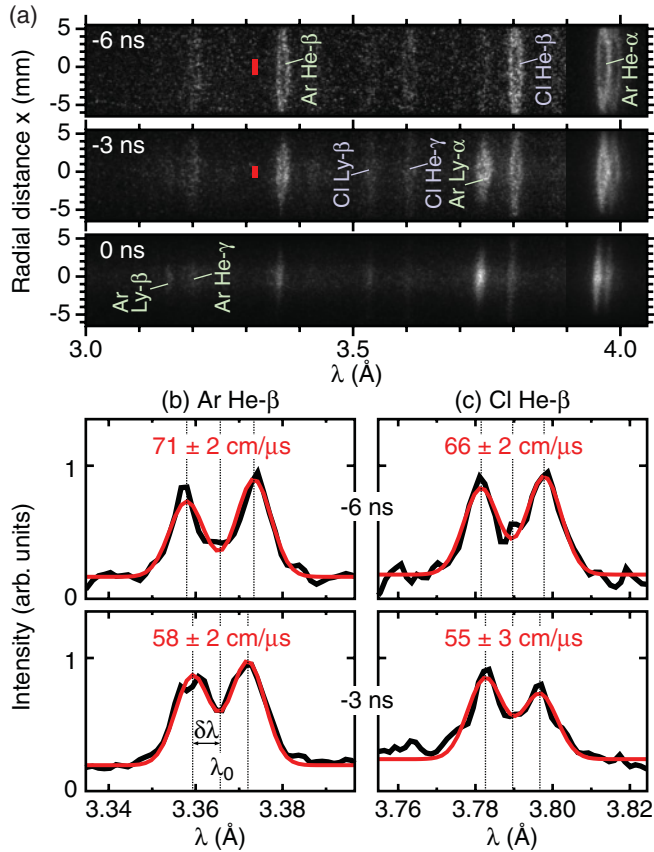 (a)
Radial distance x (mm)
-6 ns
5
0
-5
Ar He-β
Cl He-β
Ar He-α
-3 ns
5
0
-5
Cl Ly-β
Cl He-γ
Ar Ly-α
0 ns
5
0
-5
Ar
Ly-β
Ar He-γ
3.0 3.5 4.0
λ (Å)
(b) Ar He-β (c) Cl He-β
Intensity (arb. units)
71 ± 2 cm/μs 66 ± 2 cm/μs
1
-6 ns
0
58 ± 2 cm/μs 55 ± 3 cm/μs
1
-3 ns
δλ
λ0
0
3.34 3.36 3.38 3.76 3.78 3.80 3.82
λ (Å) λ (Å)